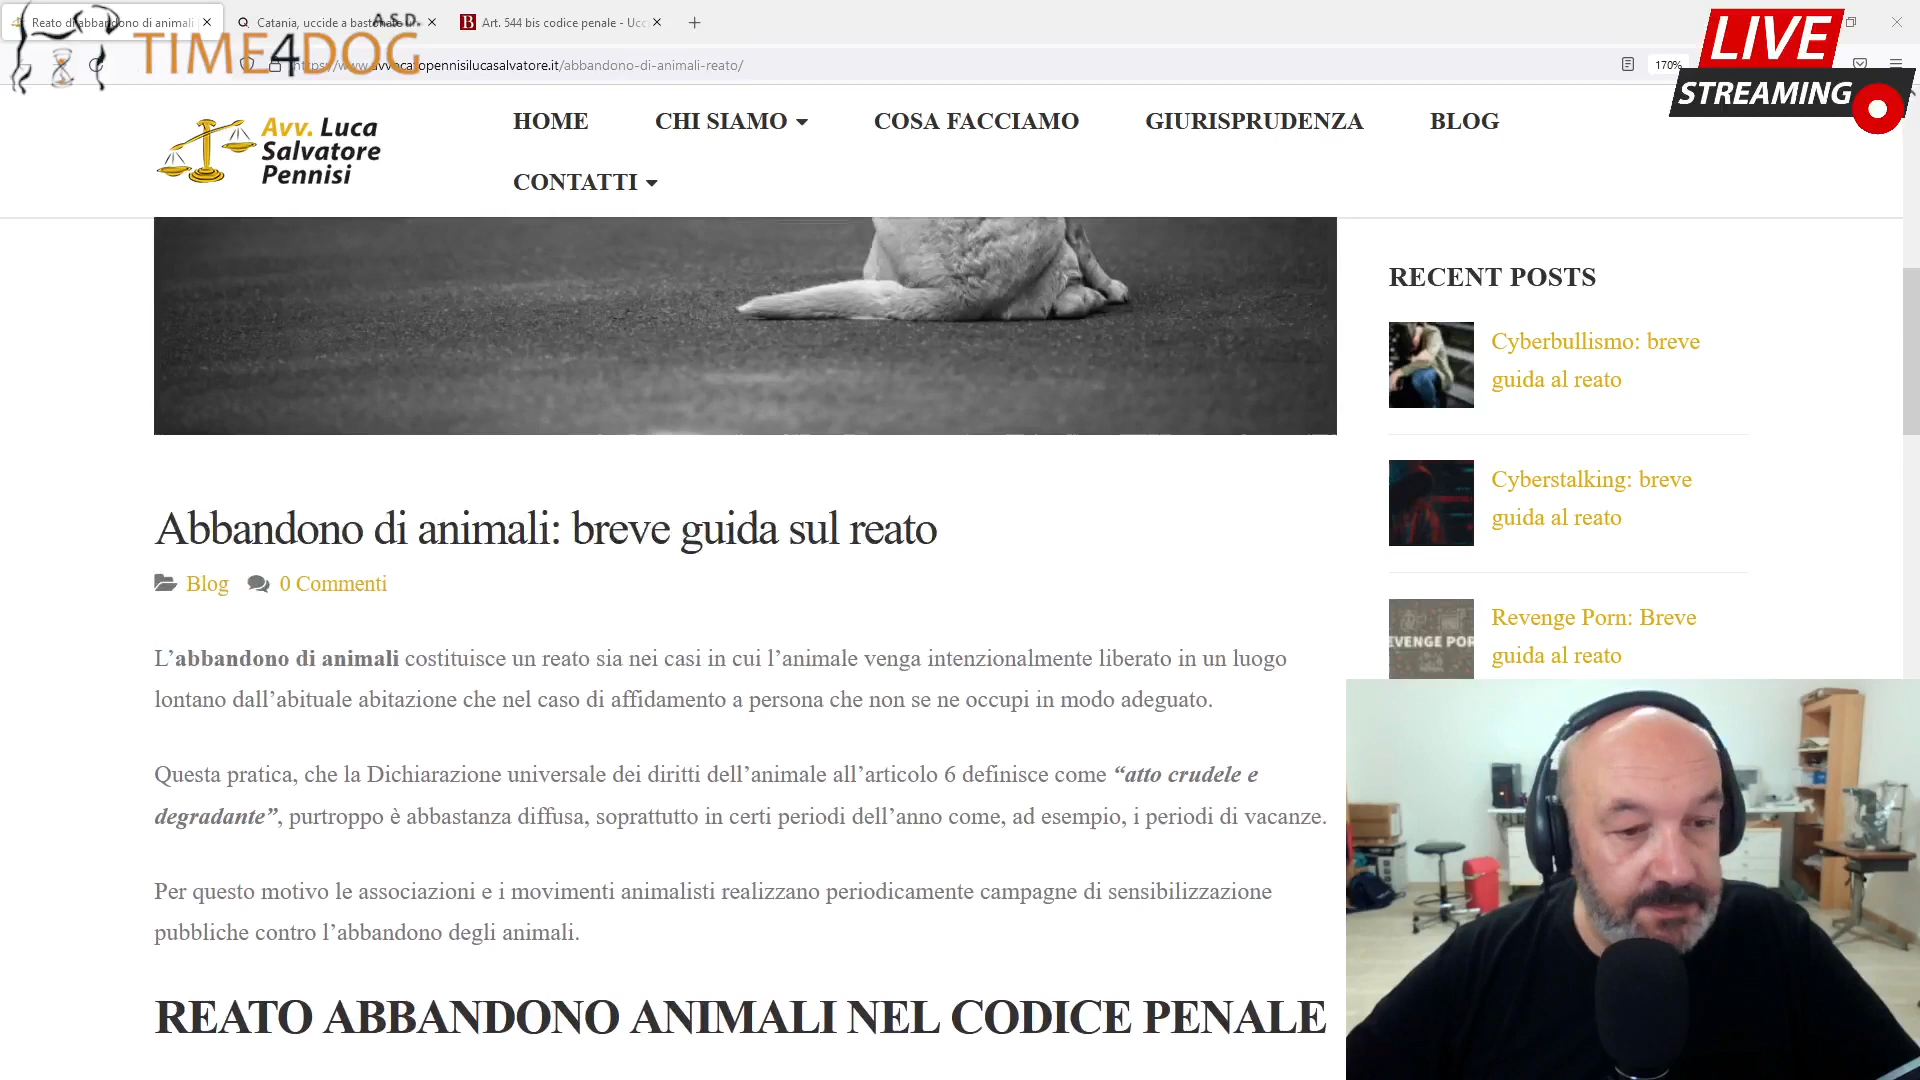 Reato di abbandono di animali
Catania, uccide a bastonate
Art. 544 bis codice penale - Ucc
A.S.D.
TIME4DOG
https://www.avvocatopennisilucasalvatore.it/abbandono-di-animali-reato/
170%
LIVE
STREAMING
Avv. Luca
Salvatore
Pennisi
HOME
CHI SIAMO
COSA FACCIAMO
GIURISPRUDENZA
BLOG
CONTATTI
Abbandono di animali: breve guida sul reato
Blog
0 Commenti
L’abbandono di animali costituisce un reato sia nei casi in cui l’animale venga intenzionalmente liberato in un luogo
lontano dall’abituale abitazione che nel caso di affidamento a persona che non se ne occupi in modo adeguato.
Questa pratica, che la Dichiarazione universale dei diritti dell’animale all’articolo 6 definisce come “atto crudele e
degradante”, purtroppo è abbastanza diffusa, soprattutto in certi periodi dell’anno come, ad esempio, i periodi di vacanze.
Per questo motivo le associazioni e i movimenti animalisti realizzano periodicamente campagne di sensibilizzazione
pubbliche contro l’abbandono degli animali.
REATO ABBANDONO ANIMALI NEL CODICE PENALE
RECENT POSTS
Cyberbullismo: breve
guida al reato
Cyberstalking: breve
guida al reato
Revenge Porn: Breve
guida al reato
EVENGE POR